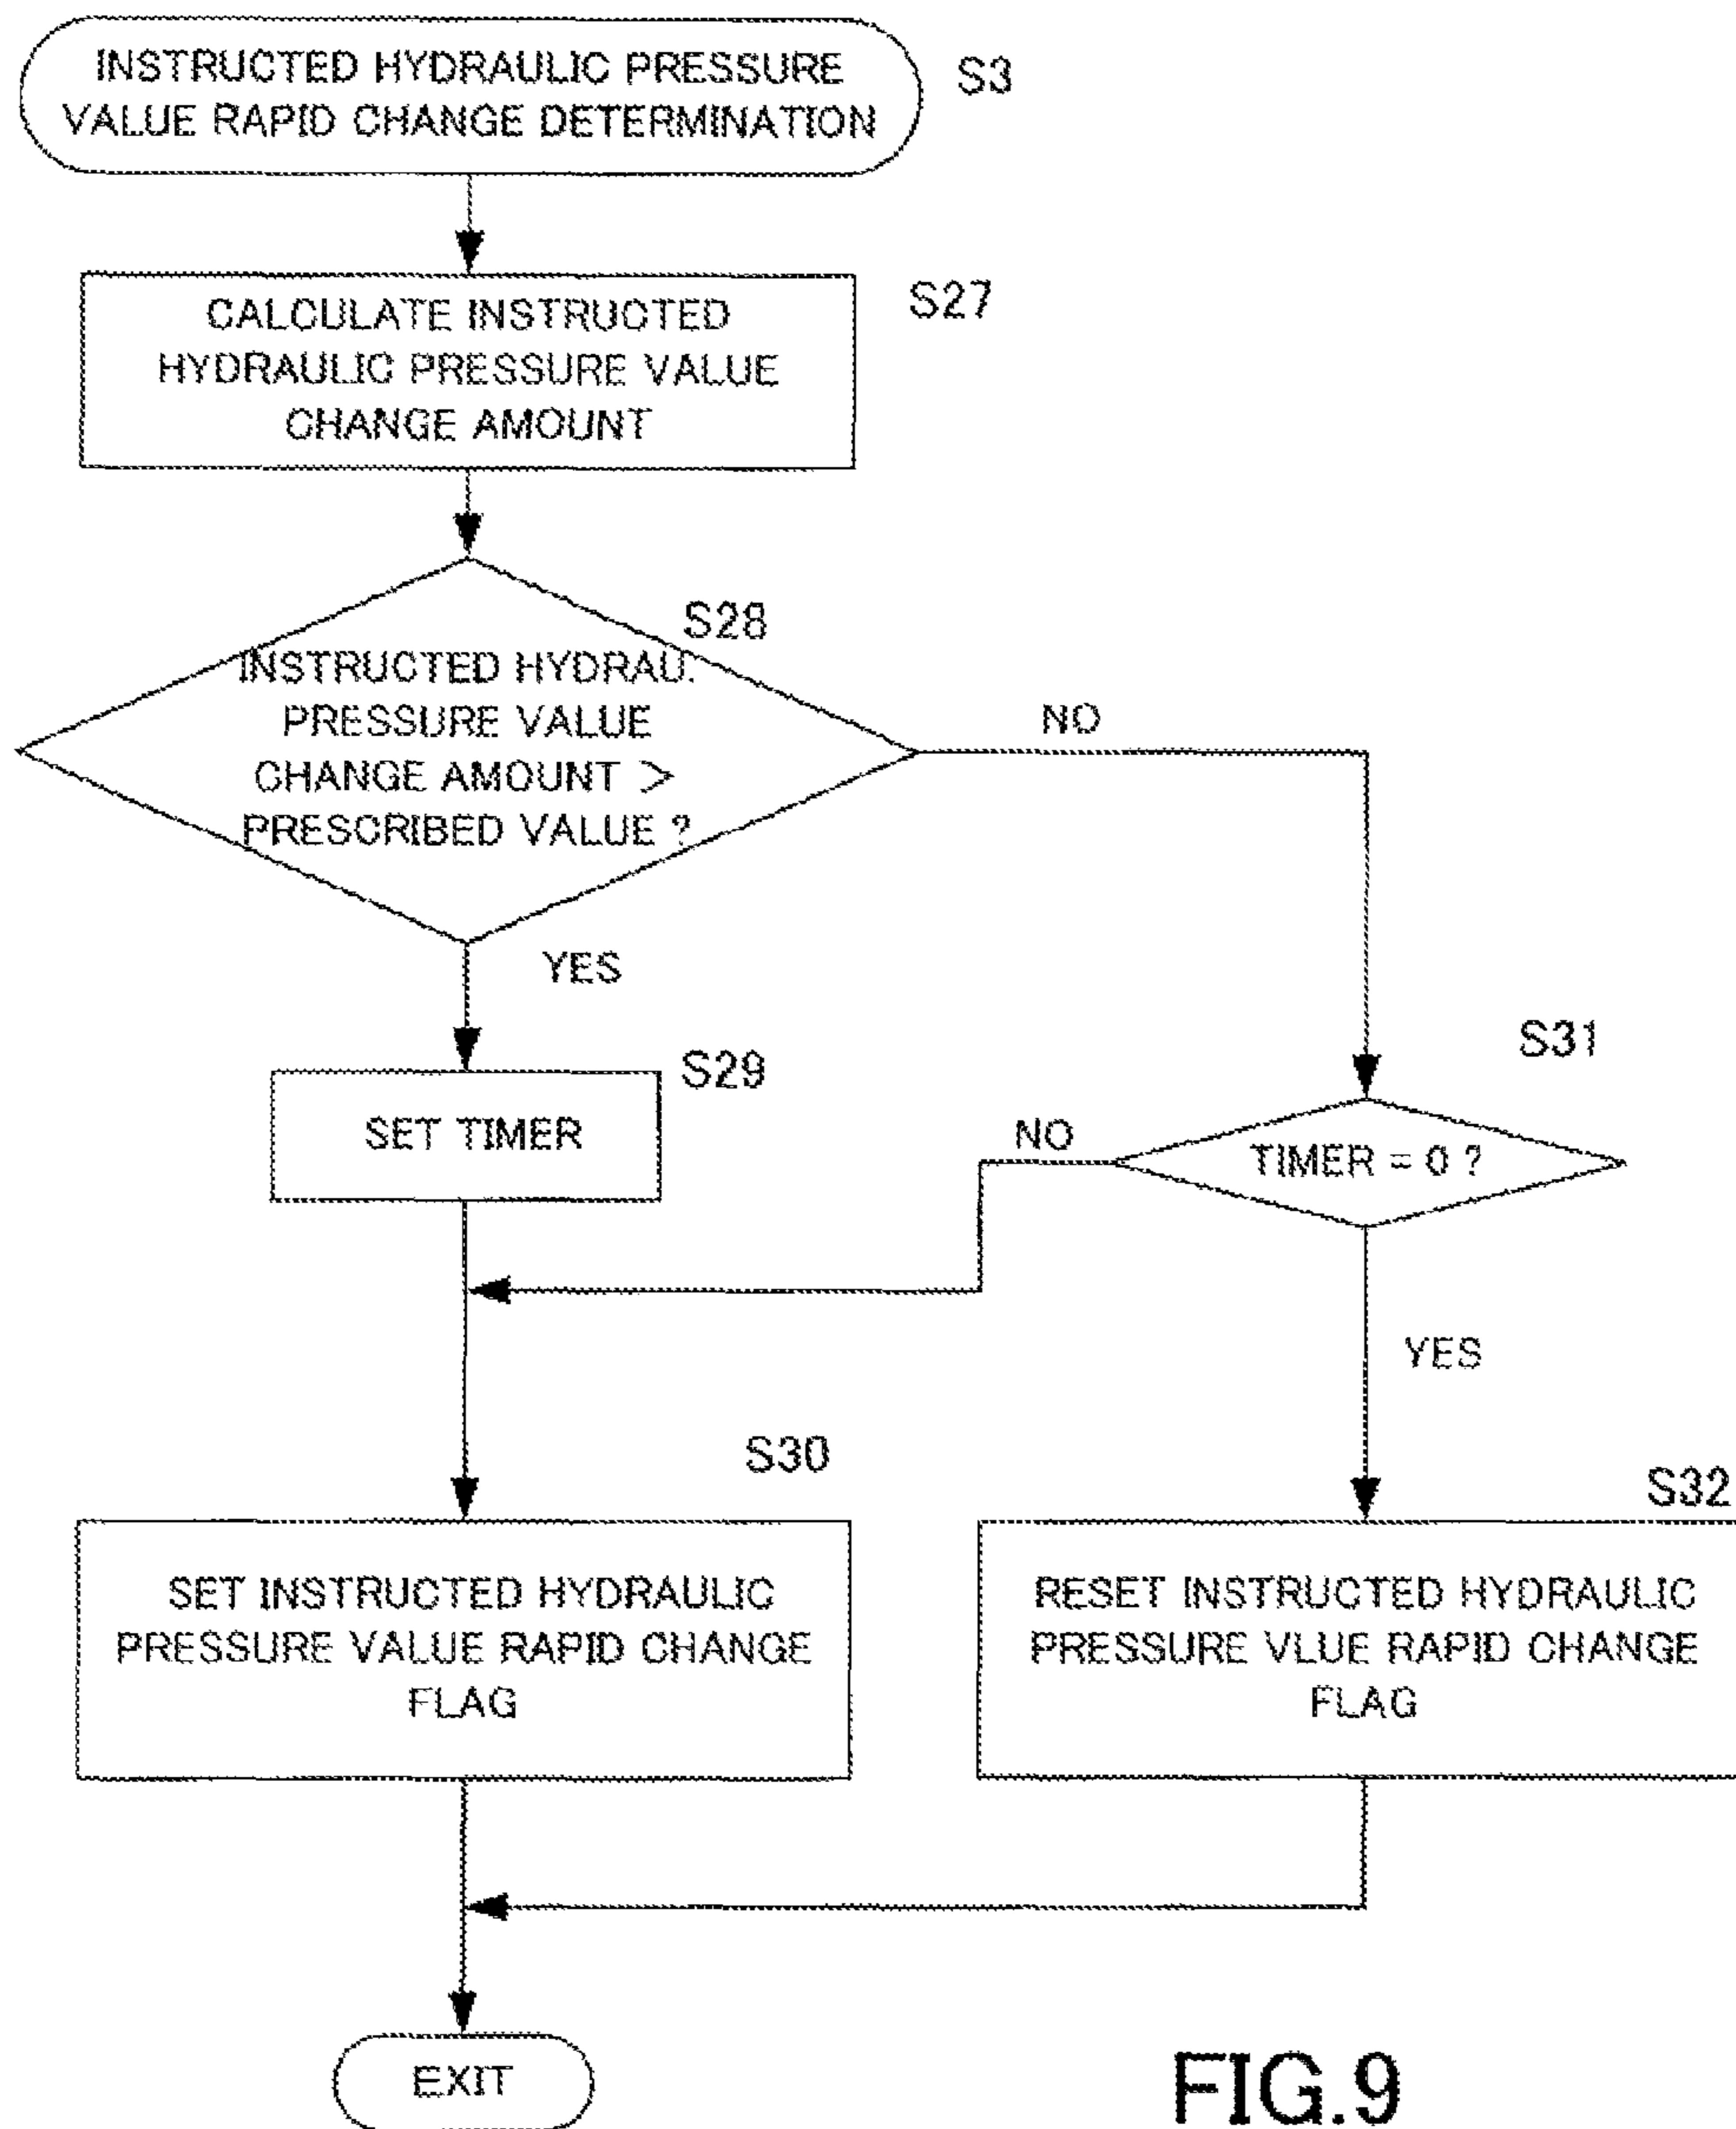 INSTRUCTED HYDRAULIC PRESSURE
VALUE RAPID CHANGE DETERMINATION
S3
CALCULATE INSTRUCTED
HYDRAULIC PRESSURE VALUE
CHANGE AMOUNT
S27
S28
INSTRUCTED HYDRAU.
PRESSURE VALUE
CHANGE AMOUNT >
PRESCRIBED VALUE ?
NO
YES
S29
SET TIMER
S31
NO
TIMER = 0 ?
YES
S30
SET INSTRUCTED HYDRAULIC
PRESSURE VALUE RAPID CHANGE
FLAG
S32
RESET INSTRUCTED HYDRAULIC
PRESSURE VLUE RAPID CHANGE
FLAG
EXIT
FIG.9